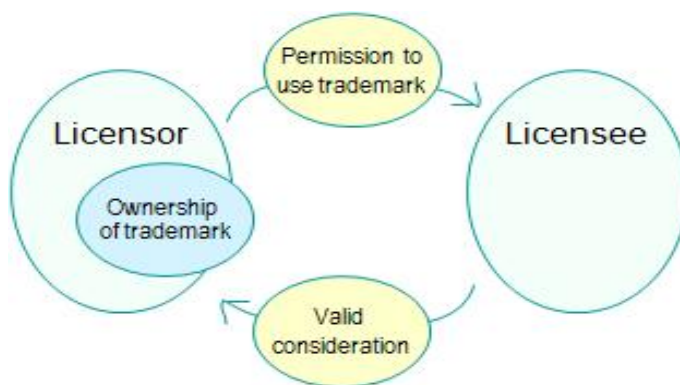 Permission to
use trademark
Licensor
Licensee
Ownership
of trademark
Valid
consideration